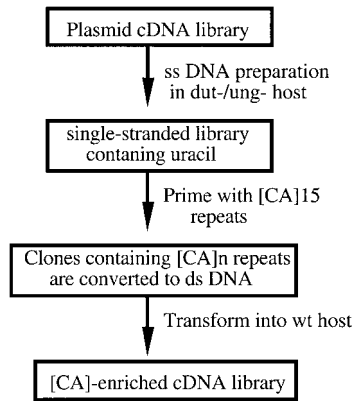 Plasmid cDNA library
ss DNA preparation
in dut-/ung- host
single-stranded library
contaning uracil
Prime with [CA]15
repeats
Clones containing [CA]n repeats
are converted to ds DNA
Transform into wt host
[CA]-enriched cDNA library